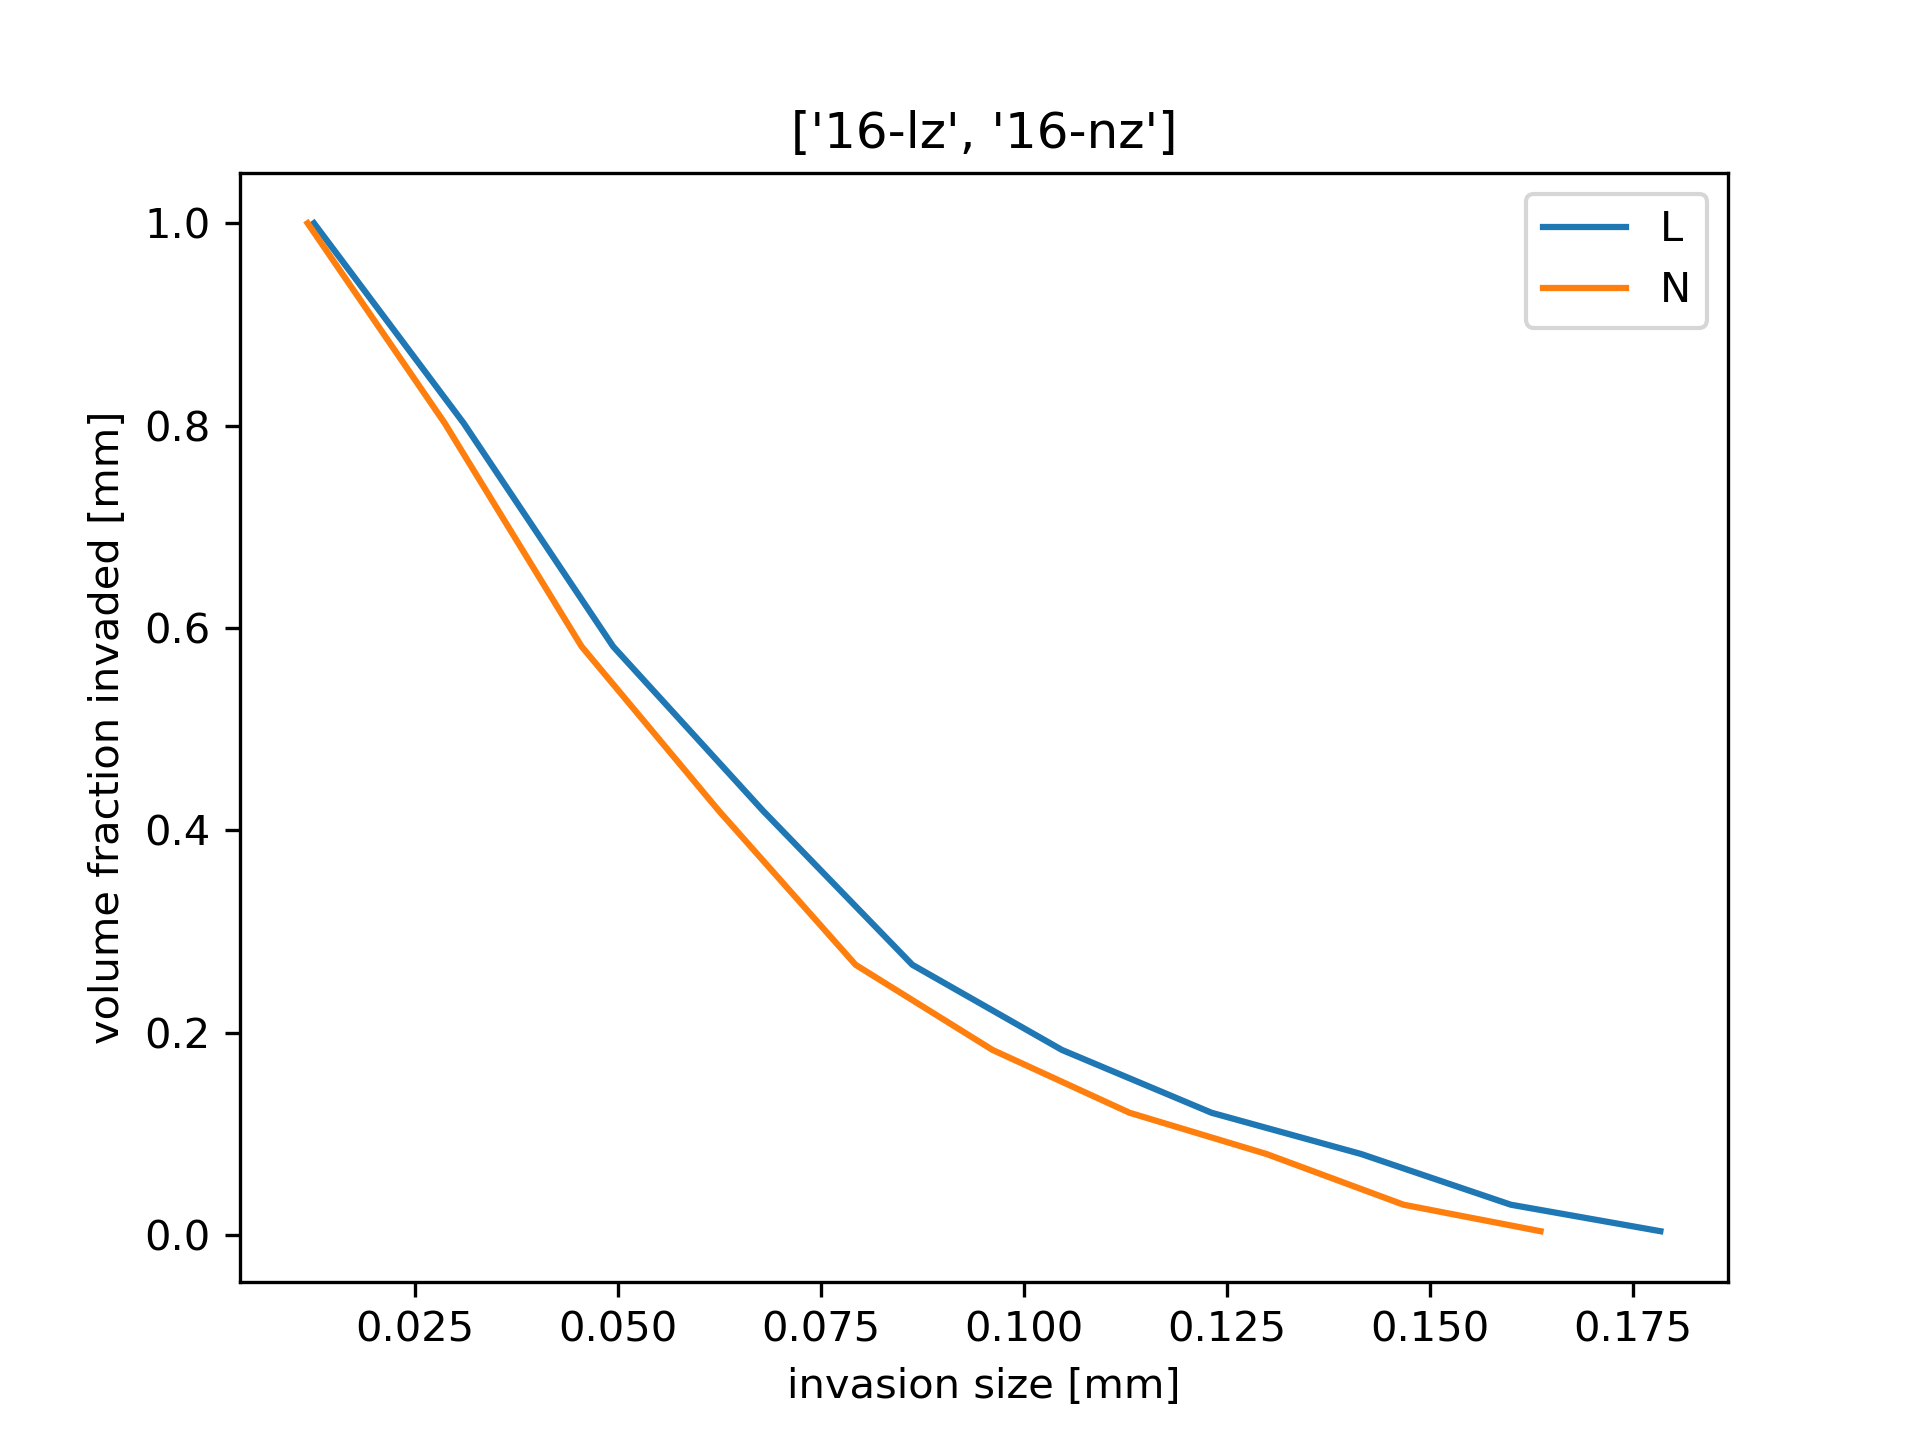 ['16-lz', '16-nz']
L
N
volume fraction invaded [mm]
1.0
0.8
0.6
0.4
0.2
0.0
0.025 0.050 0.075 0.100 0.125 0.150 0.175
invasion size [mm]